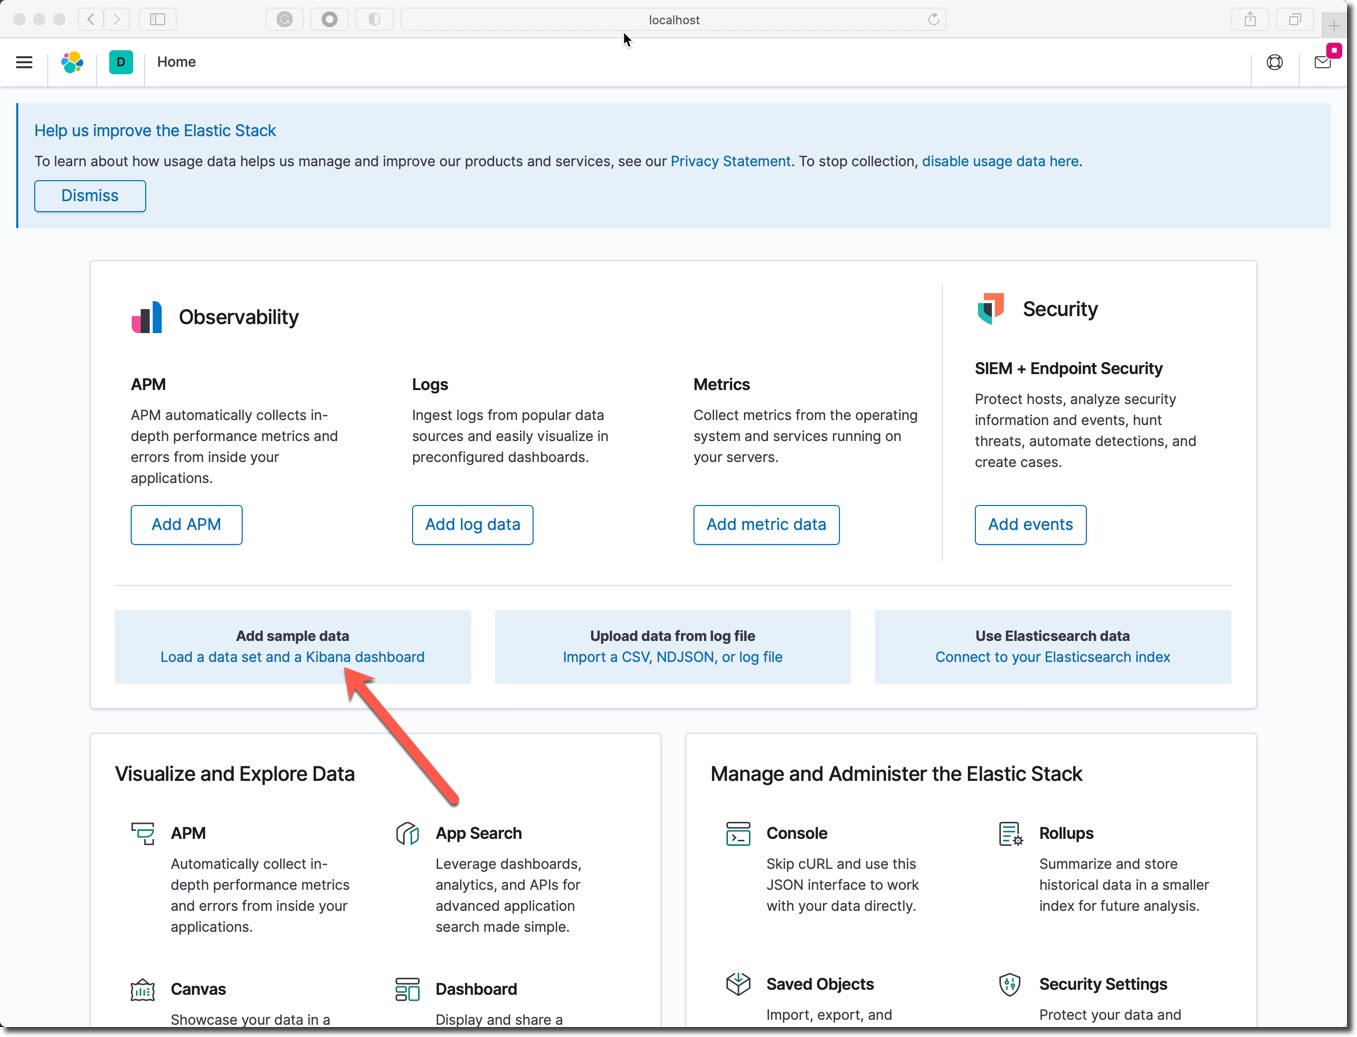 localhost
D
Home
Help us improve the Elastic Stack
To learn about how usage data helps us manage and improve our products and services, see our Privacy Statement. To stop collection, disable usage data here.
Dismiss
Observability
APM
APM automatically collects in-
depth performance metrics and
errors from inside your
applications.
Add APM
Logs
Ingest logs from popular data
sources and easily visualize in
preconfigured dashboards.
Add log data
Metrics
Collect metrics from the operating
system and services running on
your servers.
Add metric data
Security
SIEM + Endpoint Security
Protect hosts, analyze security
information and events, hunt
threats, automate detections, and
create cases.
Add events
Add sample data
Load a data set and a Kibana dashboard
Upload data from log file
Import a CSV, NDJSON, or log file
Use Elasticsearch data
Connect to your Elasticsearch index
Visualize and Explore Data
APM
Automatically collect in-
depth performance metrics
and errors from inside your
applications.
App Search
Leverage dashboards,
analytics, and APIs for
advanced application
search made simple.
Canvas
Showcase your data in a
Dashboard
Display and share a
Manage and Administer the Elastic Stack
Console
Skip cURL and use this
JSON interface to work
with your data directly.
Rollups
Summarize and store
historical data in a smaller
index for future analysis.
Saved Objects
Import, export, and
Security Settings
Protect your data and